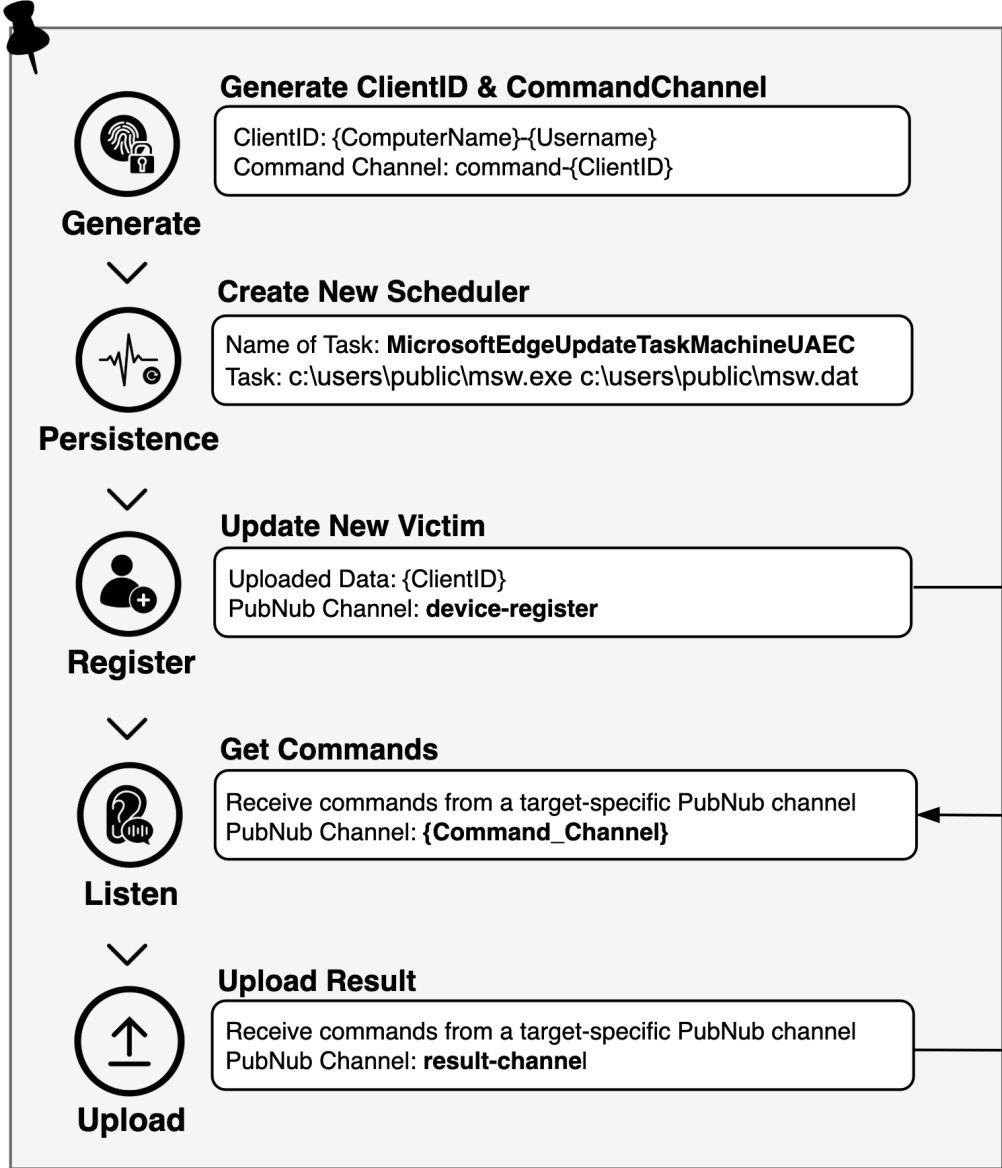 Generate ClientID & CommandChannel
ClientID: {ComputerName}-{Username}
Command Channel: command-{ClientID}
Generate
Create New Scheduler
Name of Task: MicrosoftEdgeUpdateTaskMachineUAEC
Task: c:\users\public\msw.exe c:\users\public\msw.dat
Persistence
Update New Victim
Uploaded Data: {ClientID}
PubNub Channel: device-register
Register
Get Commands
Receive commands from a target-specific PubNub channel
PubNub Channel: {Command_Channel}
Listen
Upload Result
Receive commands from a target-specific PubNub channel
PubNub Channel: result-channel
Upload